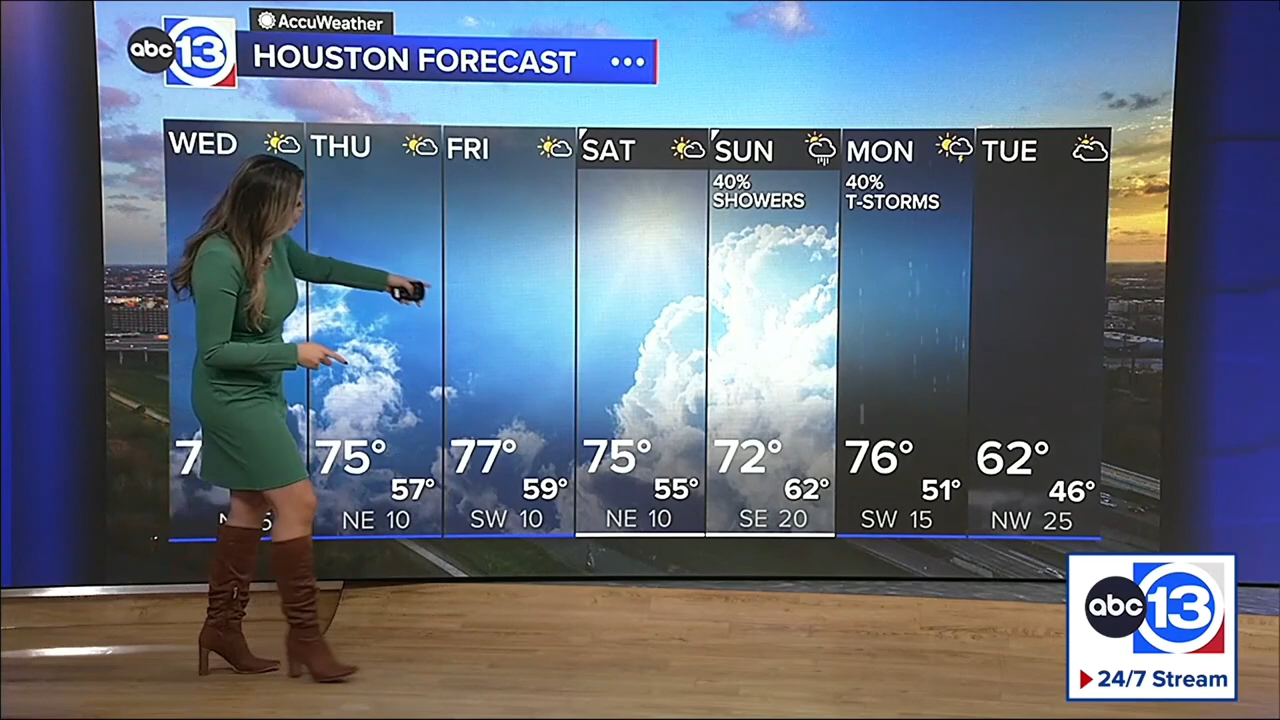 AccuWeather
abc 13 HOUSTON FORECAST
WED THU FRI SAT SUN MON TUE
40% 40%
SHOWERS T-STORMS
7 75° 77° 75° 72° 76° 62°
57° 59° 55° 62° 51° 46°
NE 10 SW 10 NE 10 SE 20 SW 15 NW 25
abc 13
24/7 Stream